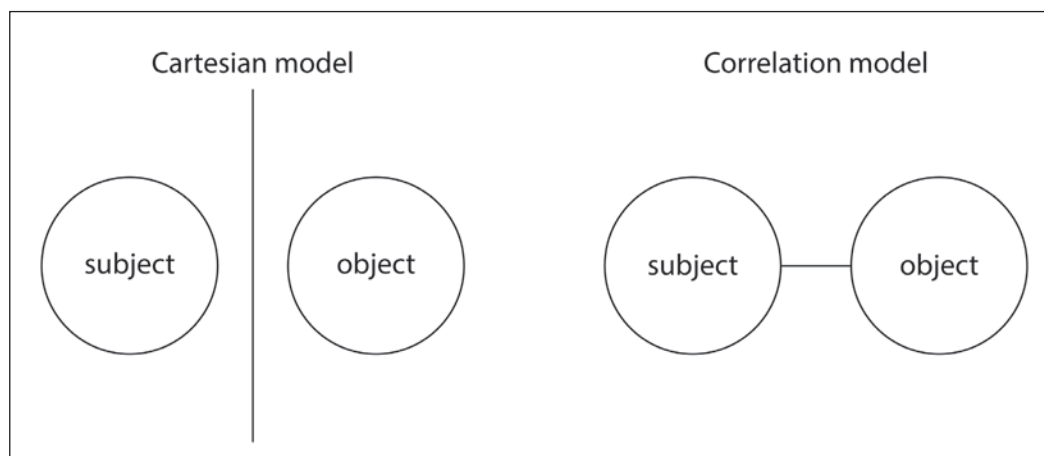 Cartesian model
Correlation model
subject
object
subject
object